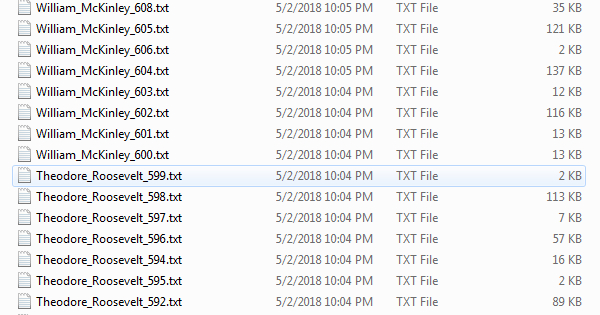 William_McKinley_608.txt 5/2/2018 10:05 PM TXT File 35 KB
William_McKinley_605.txt 5/2/2018 10:05 PM TXT File 121 KB
William_McKinley_606.txt 5/2/2018 10:05 PM TXT File 2 KB
William_McKinley_604.txt 5/2/2018 10:05 PM TXT File 137 KB
William_McKinley_603.txt 5/2/2018 10:04 PM TXT File 12 KB
William_McKinley_602.txt 5/2/2018 10:04 PM TXT File 116 KB
William_McKinley_601.txt 5/2/2018 10:04 PM TXT File 13 KB
William_McKinley_600.txt 5/2/2018 10:04 PM TXT File 13 KB
Theodore_Roosevelt_599.txt 5/2/2018 10:04 PM TXT File 2 KB
Theodore_Roosevelt_598.txt 5/2/2018 10:04 PM TXT File 113 KB
Theodore_Roosevelt_597.txt 5/2/2018 10:04 PM TXT File 7 KB
Theodore_Roosevelt_596.txt 5/2/2018 10:04 PM TXT File 57 KB
Theodore_Roosevelt_594.txt 5/2/2018 10:04 PM TXT File 16 KB
Theodore_Roosevelt_595.txt 5/2/2018 10:04 PM TXT File 2 KB
Theodore_Roosevelt_592.txt 5/2/2018 10:04 PM TXT File 89 KB